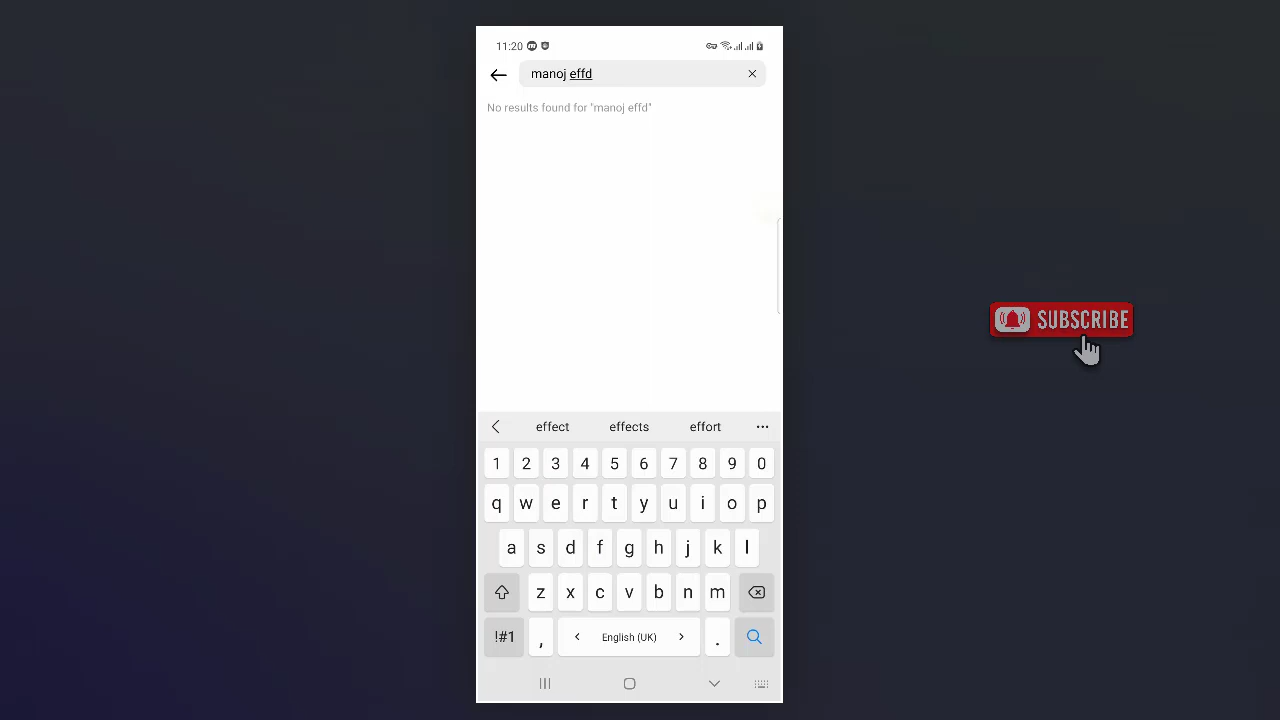 11:20
manoj effd
No results found for "manoj effd"
SUBSCRIBE
effect effects effort
1 2 3 4 5 6 7 8 9 0
q w e r t y u i o p
a s d f g h j k l
z x c v b n m
!#1 , English (UK) .